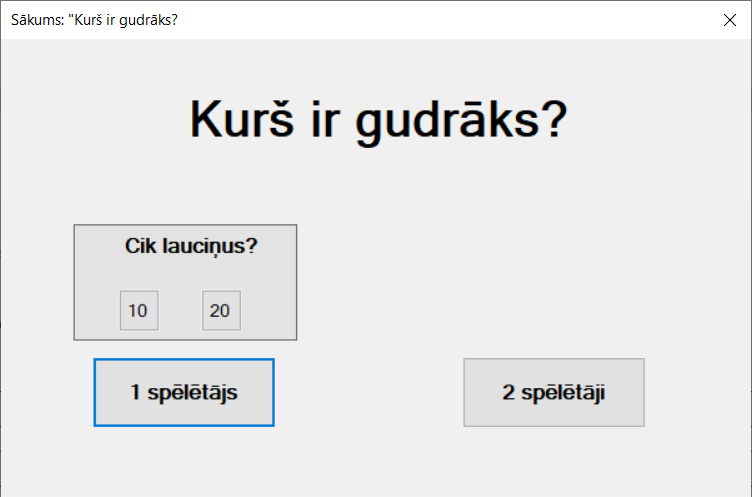 Sākums: "Kurš ir gudrāks?
Kurš ir gudrāks?
Cik lauciņus?
10 20
1 spēlētājs 2 spēlētāji